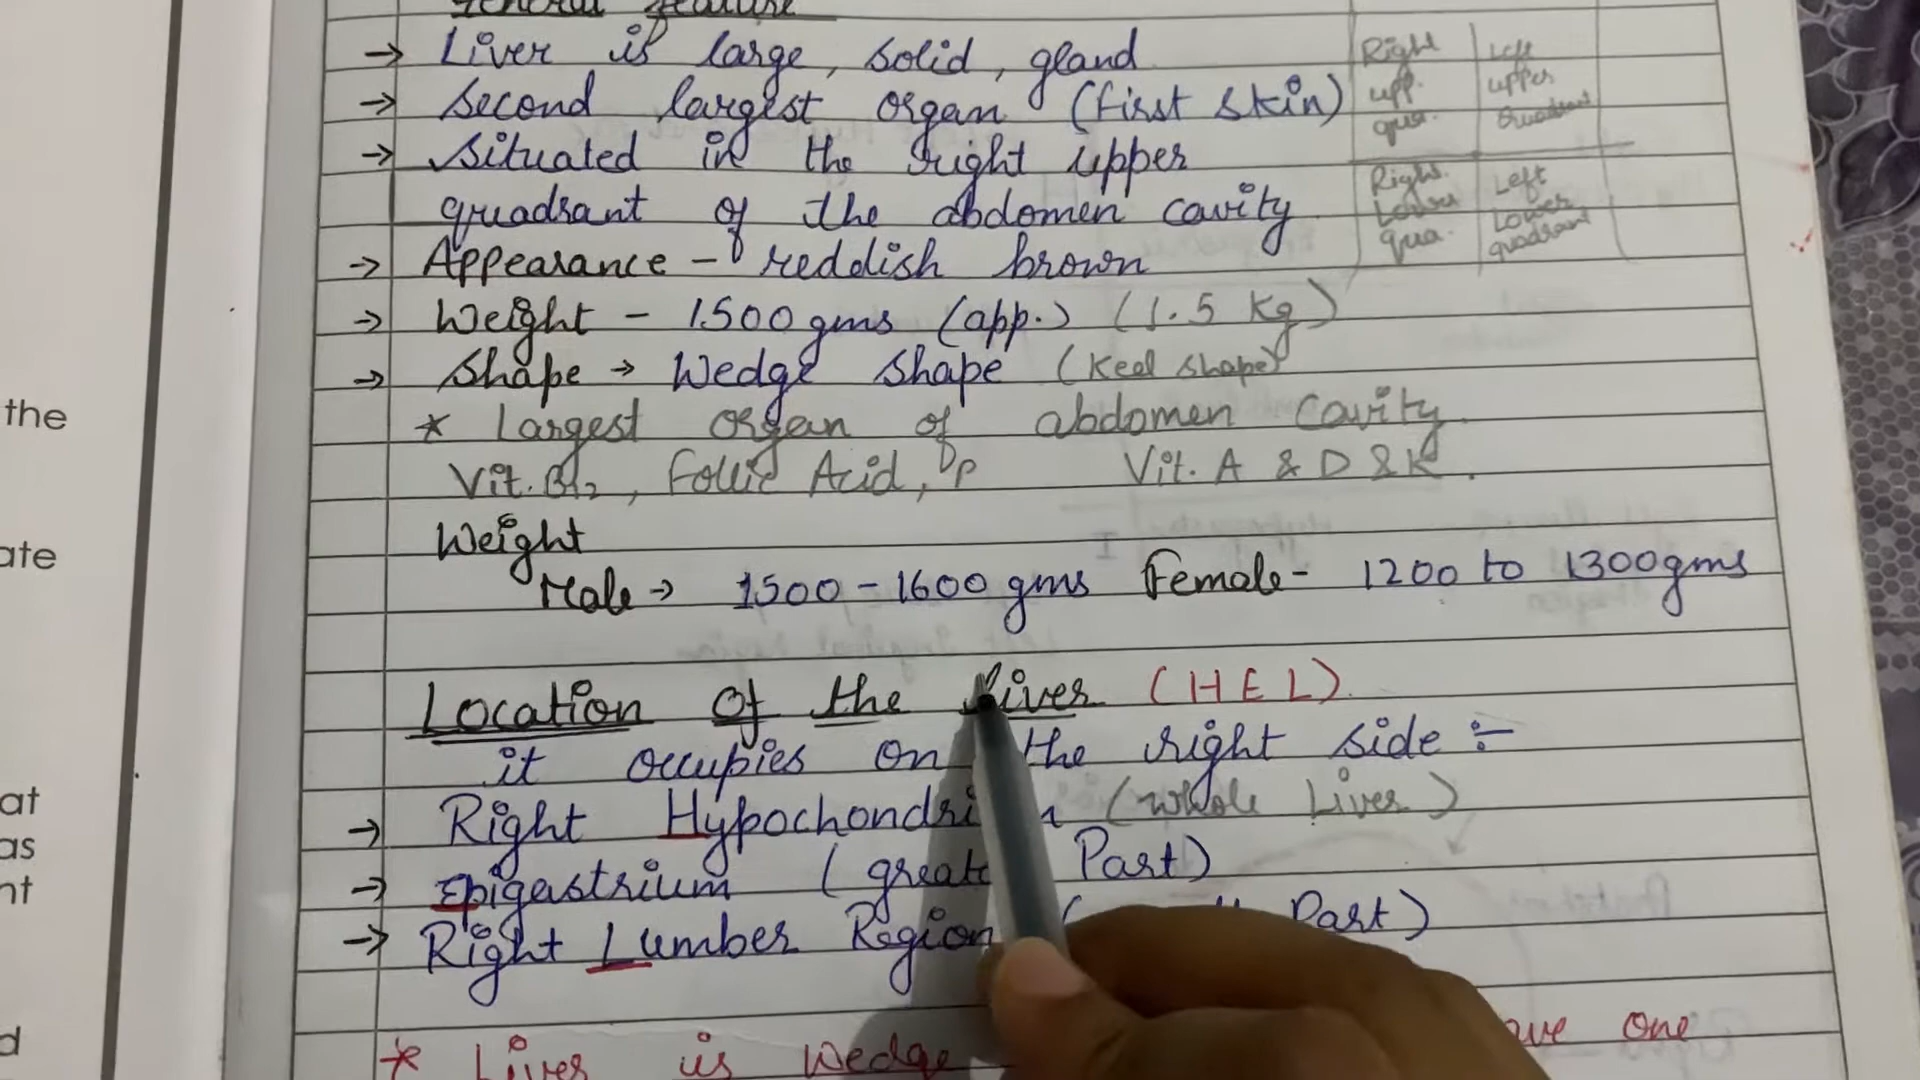 General feature
→ Liver is large, solid, gland
→ Second largest organ (first skin)
→ Situated in the right upper
quadrant of the abdomen cavity
→ Appearance - reddish brown
→ Weight - 1500 gms (app.) (1.5 Kg)
→ Shape → Wedge shape (Keel shape)
* Largest organ of abdomen cavity
Vit. B12, Follic Acid, P Vit. A & D & K.
Weight
Male → 1500 - 1600 gms Female - 1200 to 1300 gms
Location of the liver (HEL)
it occupies on the right side :-
→ Right (whole Liver)
→ Epigastrium ( Part)
→ Right Lumber Region ( Part)
* Liver is Wedge one
Right upp. qua.
Left upper Quadrant
Right Lower qua.
Left Lower quadrant
the
ate
at
as
nt
d